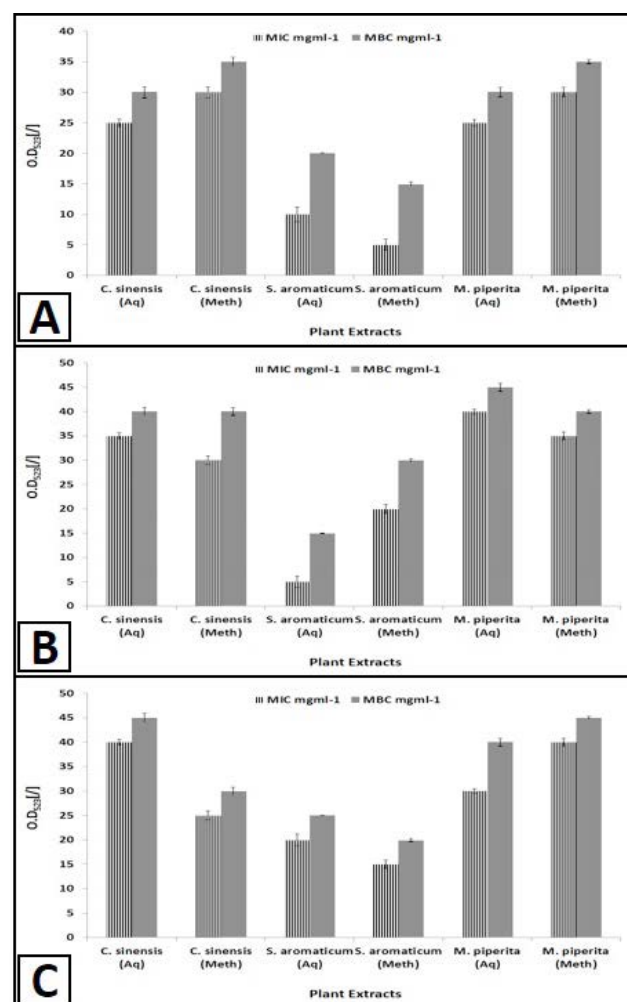 MIC mgml-1 MBC mgml-1
40
35
30
25
20
15
10
5
0
O.D₅₂₃[/]
C. sinensis (Aq)
C. sinensis (Meth)
S. aromaticum (Aq)
S. aromaticum (Meth)
M. piperita (Aq)
M. piperita (Meth)
Plant Extracts
A
MIC mgml-1 MBC mgml-1
50
45
40
35
30
25
20
15
10
5
0
O.D₅₂₃[/]
C. sinensis (Aq)
C. sinensis (Meth)
S. aromaticum (Aq)
S. aromaticum (Meth)
M. piperita (Aq)
M. piperita (Meth)
Plant Extracts
B
MIC mgml-1 MBC mgml-1
50
45
40
35
30
25
20
15
10
5
0
O.D₅₂₃[/]
C. sinensis (Aq)
C. sinensis (Meth)
S. aromaticum (Aq)
S. aromaticum (Meth)
M. piperita (Aq)
M. piperita (Meth)
Plant Extracts
C